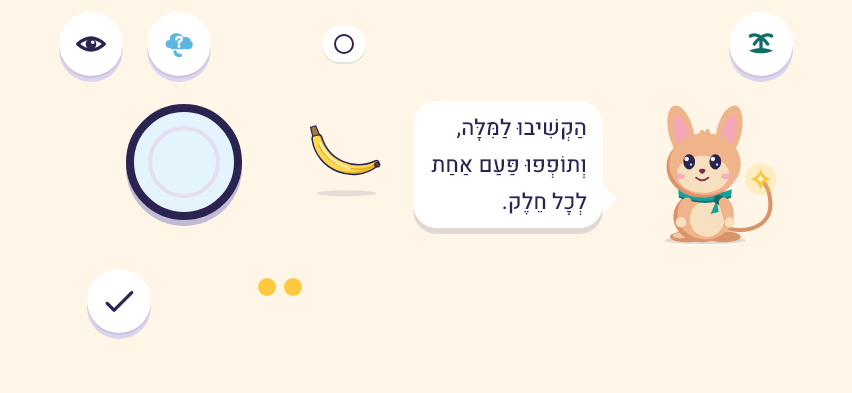 הַקְשִׁיבוּ לַמִּלָּה,
וְתוֹפְפוּ פַּעַם אַחַת
לְכָל חֵלֶק.